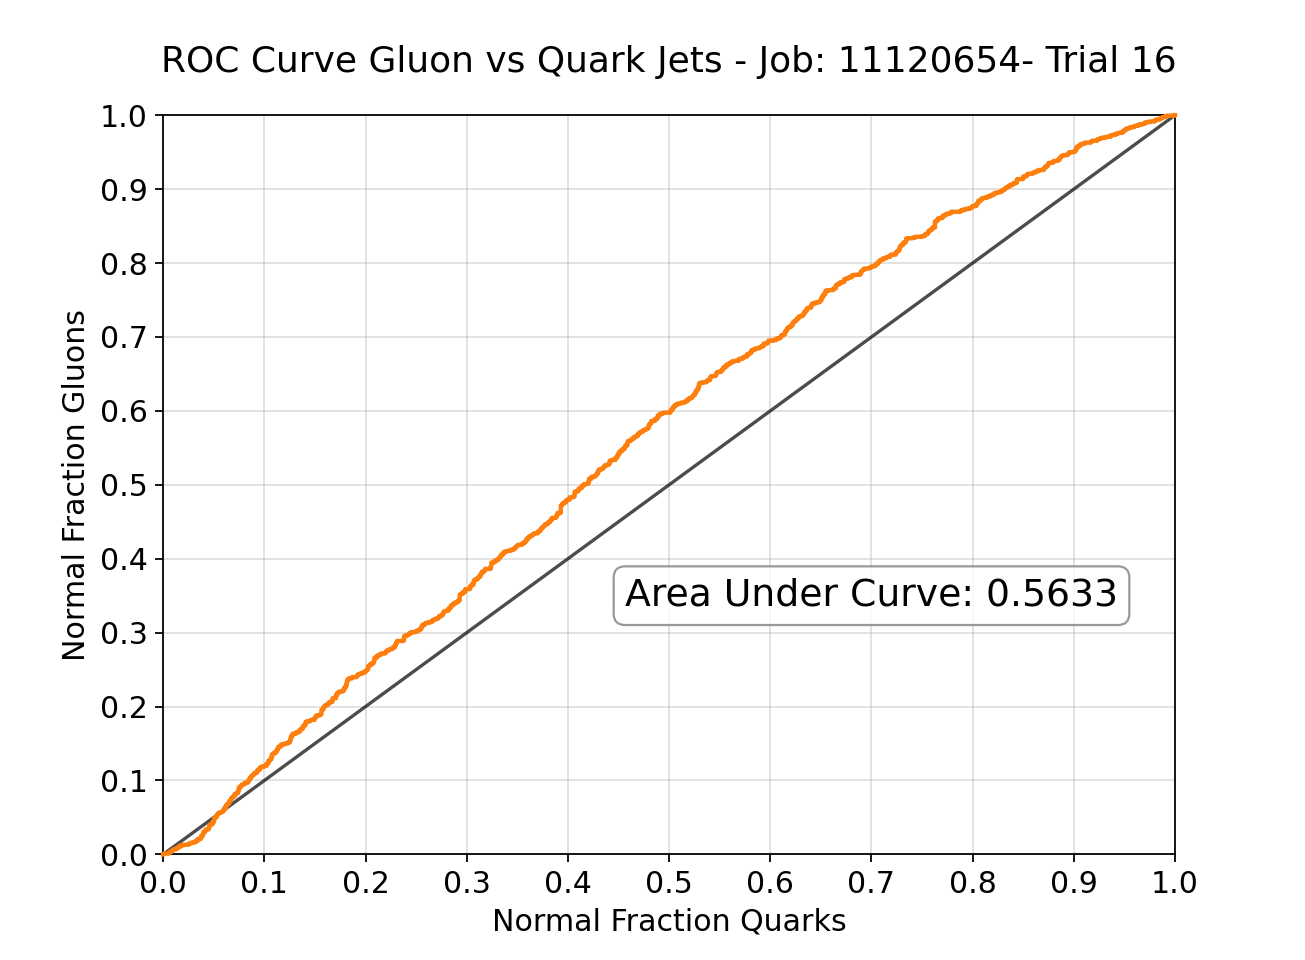 ROC Curve Gluon vs Quark Jets - Job: 11120654- Trial 16
1.0
0.9
0.8
0.7
0.6
0.5
0.4
0.3
0.2
0.1
0.0
Normal Fraction Gluons
Area Under Curve: 0.5633
0.0 0.1 0.2 0.3 0.4 0.5 0.6 0.7 0.8 0.9 1.0
Normal Fraction Quarks